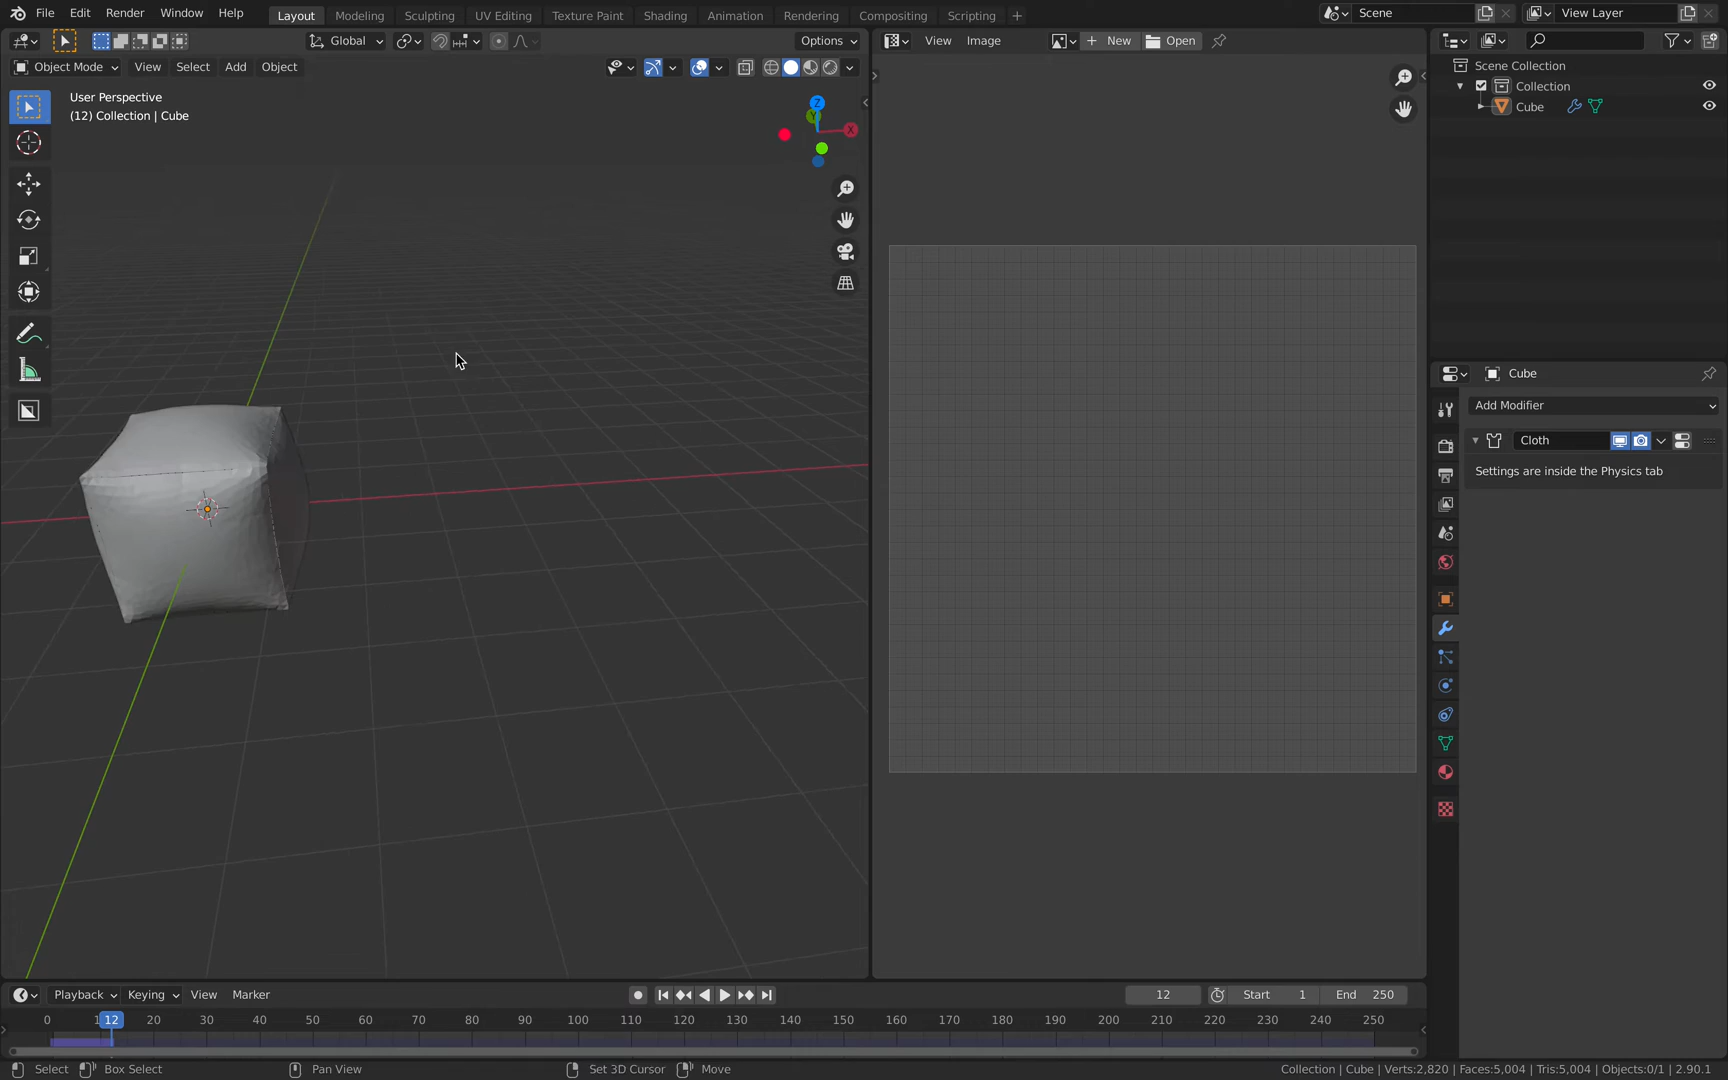 File Edit Render Window Help Layout Modeling Sculpting UV Editing Texture Paint Shading Animation Rendering Compositing Scripting + Scene View Layer
Global Options View Image New Open
Object Mode View Select Add Object
User Perspective
(12) Collection | Cube
Z
Y
X
Scene Collection
Collection
Cube
Cube
Add Modifier
Cloth
Settings are inside the Physics tab
Playback Keying View Marker 12 Start 1 End 250
0 12 20 30 40 50 60 70 80 90 100 110 120 130 140 150 160 170 180 190 200 210 220 230 240 250
Select Box Select Pan View Set 3D Cursor Move Collection | Cube | Verts:2,820 | Faces:5,004 | Tris:5,004 | Objects:0/1 | 2.90.1